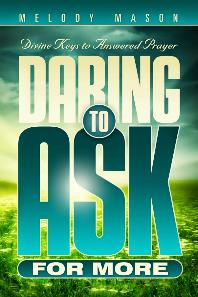 MELODY MASON
Divine Keys to Answered Prayer
DARING
TO
ASK
FOR MORE